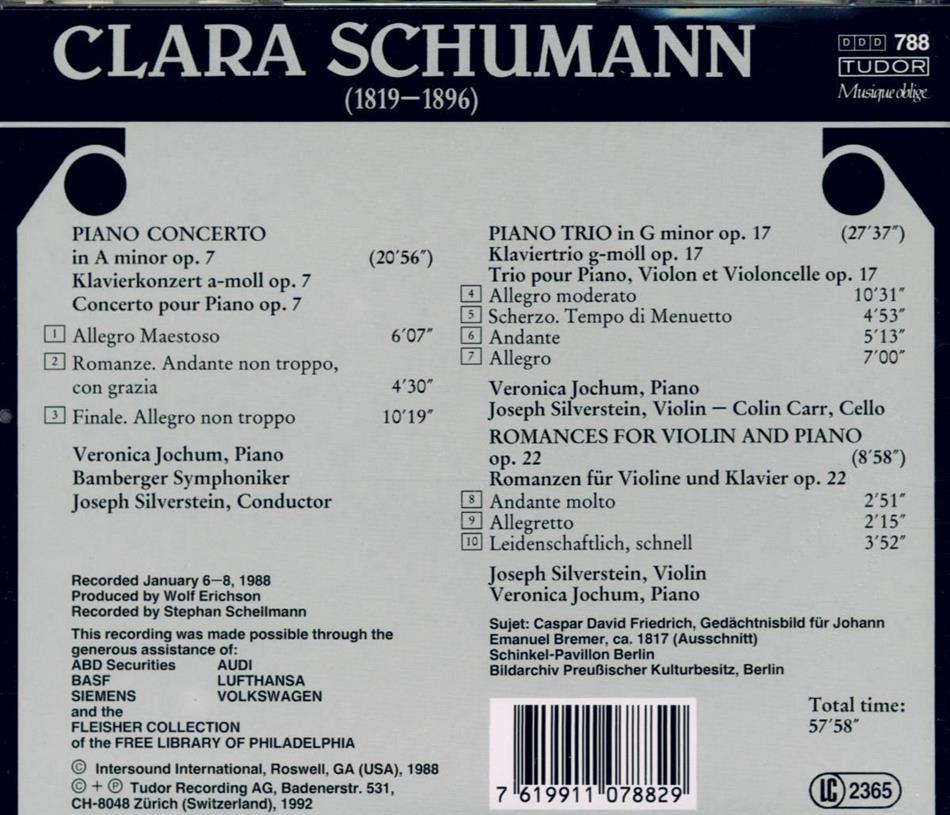 CLARA SCHUMANN
(1819–1896)
DDD 788
TUDOR
Musique oblige
PIANO CONCERTO
in A minor op. 7 (20′56″)
Klavierkonzert a-moll op. 7
Concerto pour Piano op. 7
1 Allegro Maestoso 6′07″
2 Romanze. Andante non troppo,
con grazia 4′30″
3 Finale. Allegro non troppo 10′19″
Veronica Jochum, Piano
Bamberger Symphoniker
Joseph Silverstein, Conductor
Recorded January 6–8, 1988
Produced by Wolf Erichson
Recorded by Stephan Schellmann
This recording was made possible through the
generous assistance of:
ABD Securities AUDI
BASF LUFTHANSA
SIEMENS VOLKSWAGEN
and the
FLEISHER COLLECTION
of the FREE LIBRARY OF PHILADELPHIA
© Intersound International, Roswell, GA (USA), 1988
© + ℗ Tudor Recording AG, Badenerstr. 531,
CH-8048 Zürich (Switzerland), 1992
PIANO TRIO in G minor op. 17 (27′37″)
Klaviertrio g-moll op. 17
Trio pour Piano, Violon et Violoncelle op. 17
4 Allegro moderato 10′31″
5 Scherzo. Tempo di Menuetto 4′53″
6 Andante 5′13″
7 Allegro 7′00″
Veronica Jochum, Piano
Joseph Silverstein, Violin – Colin Carr, Cello
ROMANCES FOR VIOLIN AND PIANO
op. 22 (8′58″)
Romanzen für Violine und Klavier op. 22
8 Andante molto 2′51″
9 Allegretto 2′15″
10 Leidenschaftlich, schnell 3′52″
Joseph Silverstein, Violin
Veronica Jochum, Piano
Sujet: Caspar David Friedrich, Gedächtnisbild für Johann
Emanuel Bremer, ca. 1817 (Ausschnitt)
Schinkel-Pavillon Berlin
Bildarchiv Preußischer Kulturbesitz, Berlin
Total time:
57′58″
7 619911 078829
LC 2365